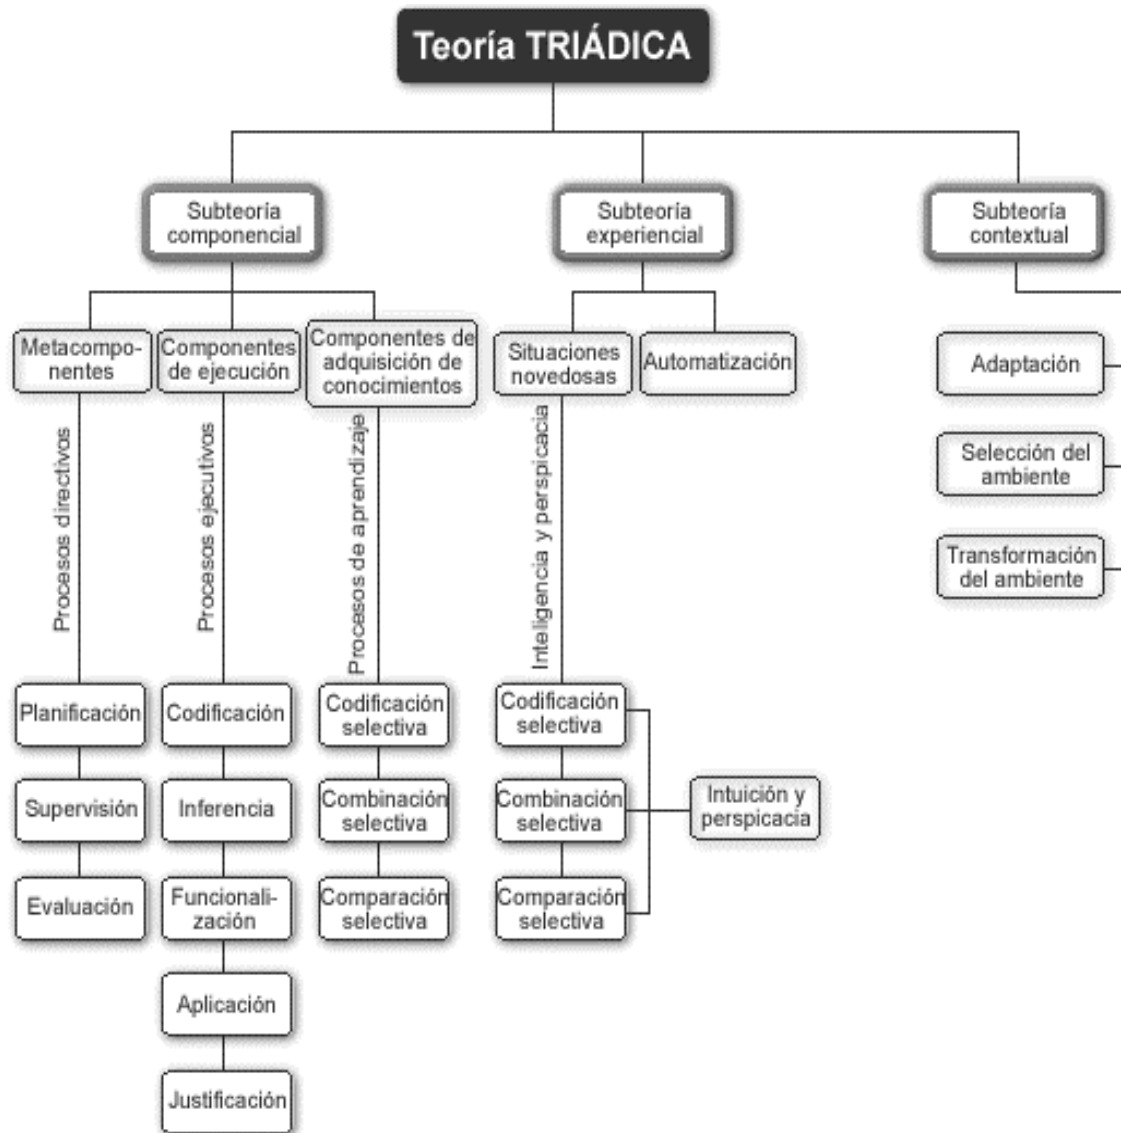 Teoría TRIÁDICA
Subteoría
componencial
Subteoría
experiencial
Subteoría
contextual
Metacompo-
nentes
Componentes
de ejecución
Componentes de
adquisición de
conocimientos
Situaciones
novedosas
Automatización
Adaptación
Selección del
ambiente
Transformación
del ambiente
Procesos directivos
Procesos ejecutivos
Procesos de aprendizaje
Inteligencia y perspicacia
Planificación
Supervisión
Evaluación
Codificación
Inferencia
Funcionali-
zación
Aplicación
Justificación
Codificación
selectiva
Combinación
selectiva
Comparación
selectiva
Codificación
selectiva
Combinación
selectiva
Comparación
selectiva
Intuición y
perspicacia